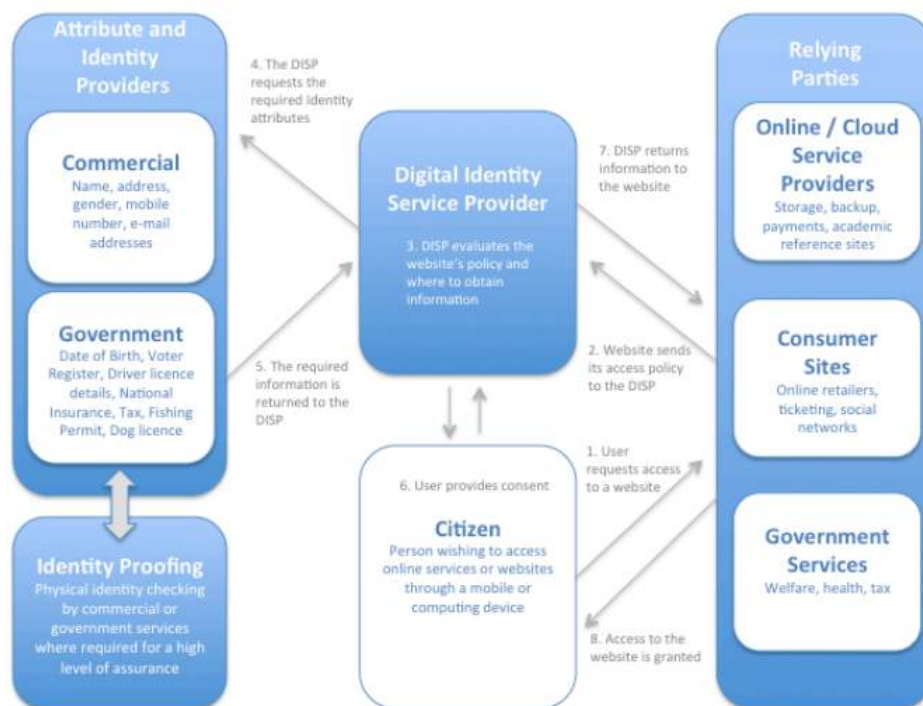 Attribute and
Identity
Providers
Commercial
Name, address,
gender, mobile
number, e-mail
addresses
Government
Date of Birth, Voter
Register, Driver licence
details, National
Insurance, Tax, Fishing
Permit, Dog licence
Identity Proofing
Physical identity checking
by commercial or
government services
where required for a high
level of assurance
4. The DISP
requests the
required Identity
attributes
5. The required
information is
returned to the
DISP
Digital Identity
Service Provider
3. DISP evaluates the
website's policy and
where to obtain
information
6. User provides consent
Citizen
Person wishing to access
online services or websites
through a mobile or
computing device
7. DISP returns
information to
the website
2. Website sends
its access policy
to the DISP
1. User
requests access
to a website
8. Access to the
website is granted
Relying
Parties
Online / Cloud
Service
Providers
Storage, backup,
payments, academic
reference sites
Consumer
Sites
Online retailers,
ticketing, social
networks
Government
Services
Welfare, health, tax